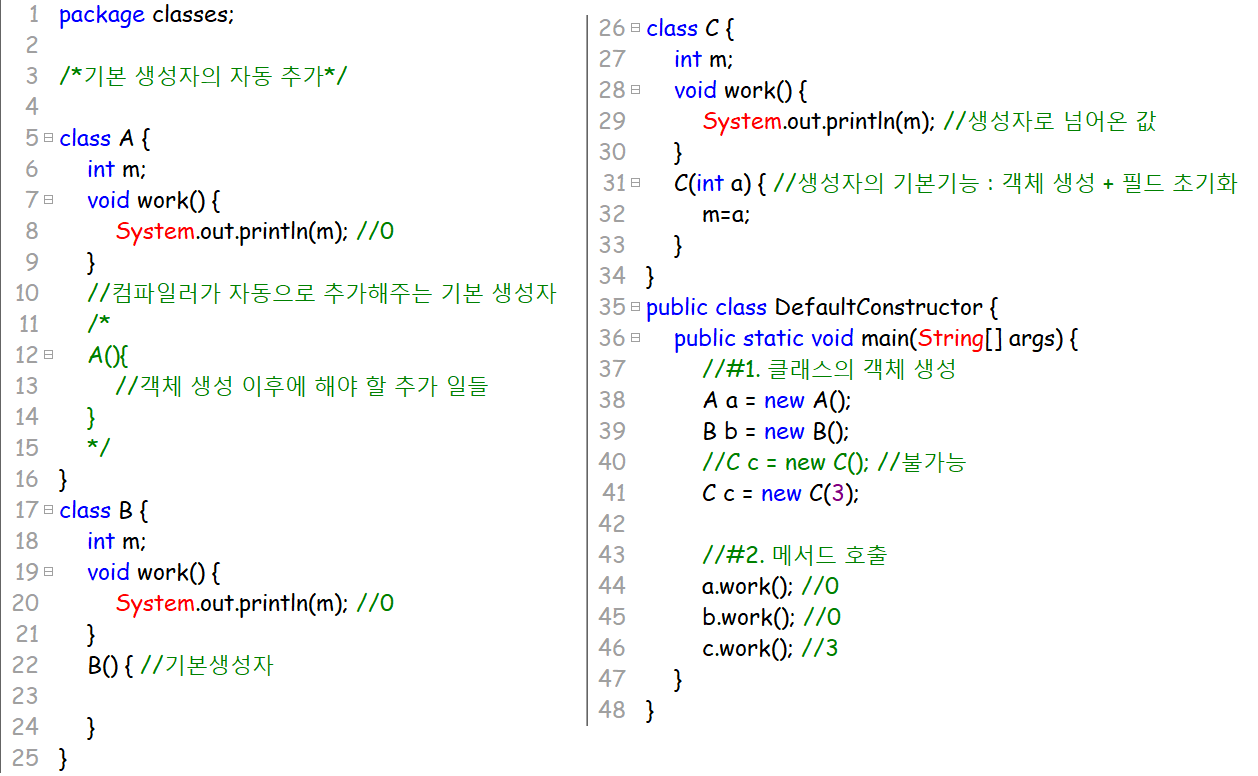 1 package classes;
2
3 /*기본 생성자의 자동 추가*/
4
5 class A {
6 int m;
7 void work() {
8 System.out.println(m); //0
9 }
10 //컴파일러가 자동으로 추가해주는 기본 생성자
11 /*
12 A(){
13 //객체 생성 이후에 해야 할 추가 일들
14 }
15 */
16 }
17 class B {
18 int m;
19 void work() {
20 System.out.println(m); //0
21 }
22 B() { //기본생성자
23
24 }
25 }
26 class C {
27 int m;
28 void work() {
29 System.out.println(m); //생성자로 넘어온 값
30 }
31 C(int a) { //생성자의 기본기능 : 객체 생성 + 필드 초기화
32 m=a;
33 }
34 }
35 public class DefaultConstructor {
36 public static void main(String[] args) {
37 //#1. 클래스의 객체 생성
38 A a = new A();
39 B b = new B();
40 //C c = new C(); //불가능
41 C c = new C(3);
42
43 //#2. 메서드 호출
44 a.work(); //0
45 b.work(); //0
46 c.work(); //3
47 }
48 }